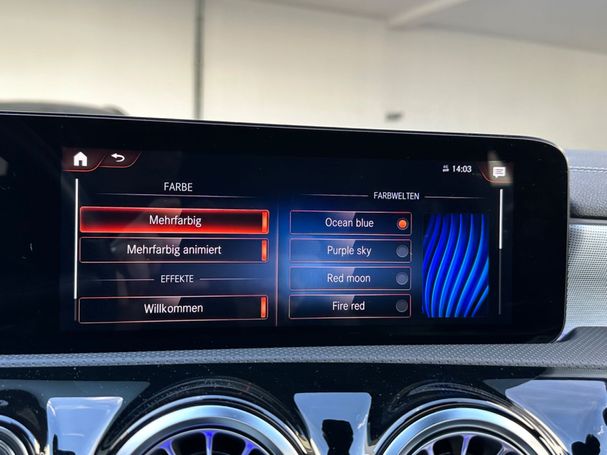 14:03
FARBE
Mehrfarbig
Mehrfarbig animiert
EFFEKTE
Willkommen
FARBWELTEN
Ocean blue
Purple sky
Red moon
Fire red